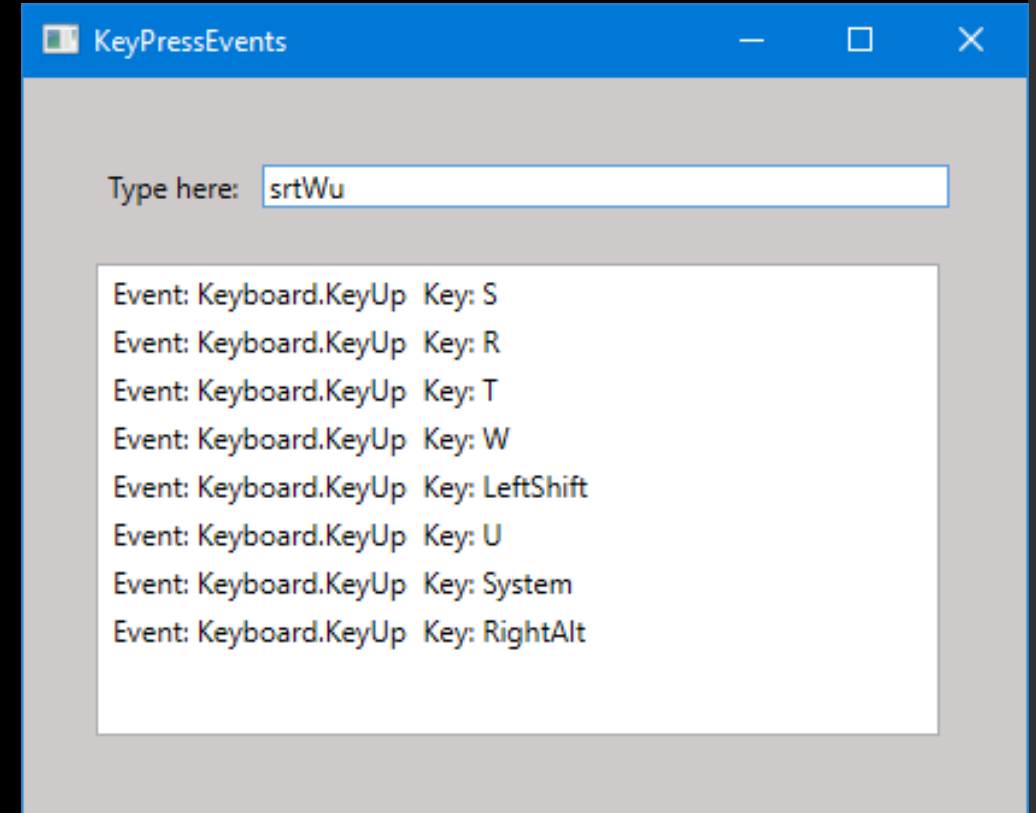 KeyPressEvents
Type here: srtWu
Event: Keyboard.KeyUp  Key: S
Event: Keyboard.KeyUp  Key: R
Event: Keyboard.KeyUp  Key: T
Event: Keyboard.KeyUp  Key: W
Event: Keyboard.KeyUp  Key: LeftShift
Event: Keyboard.KeyUp  Key: U
Event: Keyboard.KeyUp  Key: System
Event: Keyboard.KeyUp  Key: RightAlt